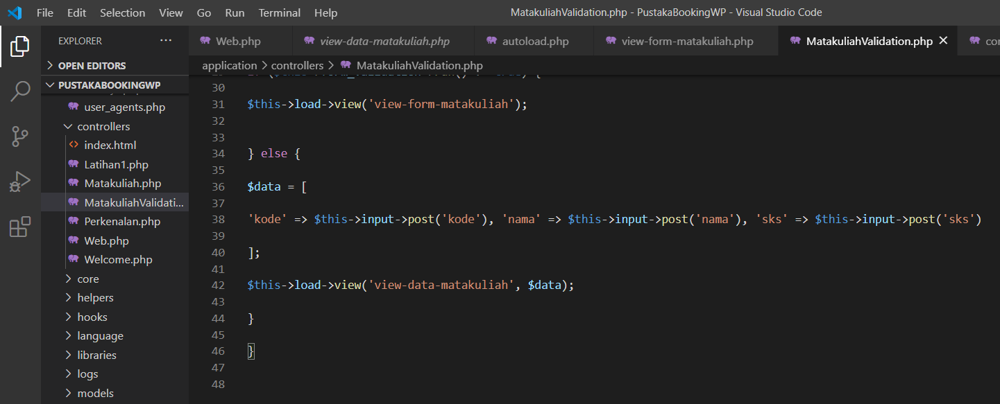 File Edit Selection View Go Run Terminal Help
MatakuliahValidation.php - PustakaBookingWP - Visual Studio Code
EXPLORER ···
OPEN EDITORS
PUSTAKABOOKINGWP
user_agents.php
controllers
index.html
Latihan1.php
Matakuliah.php
MatakuliahValidati...
Perkenalan.php
Web.php
Welcome.php
core
helpers
hooks
language
libraries
logs
models
Web.php view-data-matakuliah.php autoload.php view-form-matakuliah.php MatakuliahValidation.php
application > controllers > MatakuliahValidation.php
30
31 $this->load->view('view-form-matakuliah');
32
33
34 } else {
35
36 $data = [
37
38 'kode' => $this->input->post('kode'), 'nama' => $this->input->post('nama'), 'sks' => $this->input->post('sks')
39
40 ];
41
42 $this->load->view('view-data-matakuliah', $data);
43
44 }
45
46 }
47
48